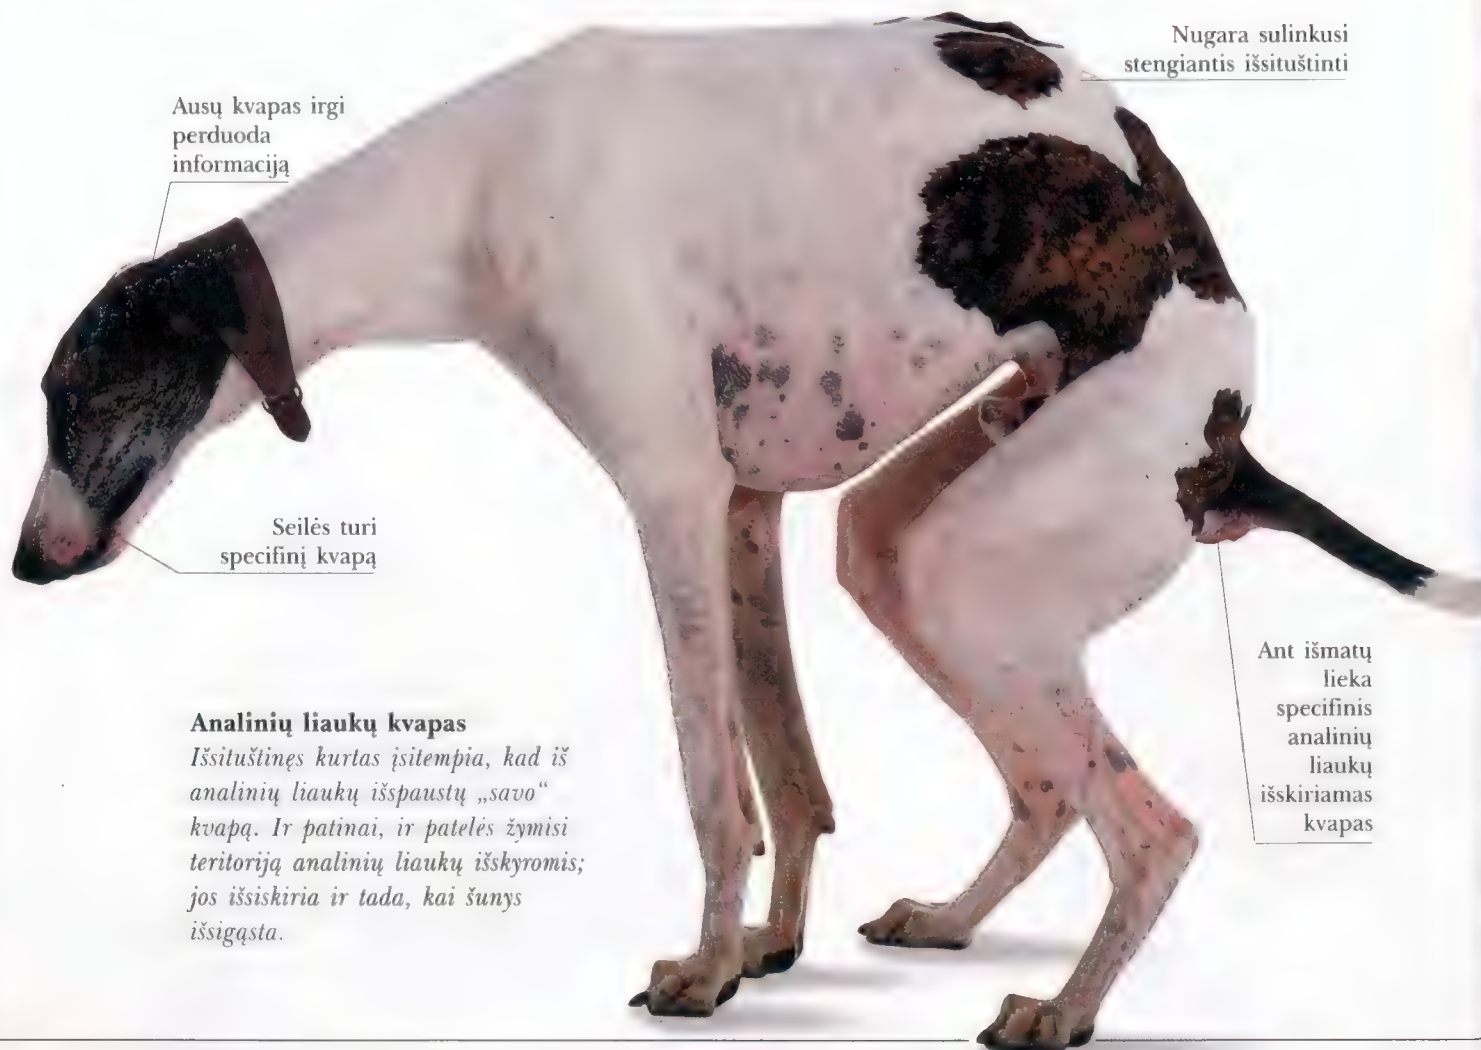 Nugara sulinkusi
stengiantis išsituštinti
Ausų kvapas irgi
perduoda
informaciją
Seilės turi
specifinį kvapą
Analinių liaukų kvapas
Išsituštinęs kurtas įsitempia, kad iš
analinių liaukų išspaustų „savo“
kvapą. Ir patinai, ir patelės žymisi
teritoriją analinių liaukų išskyromis;
jos išsiskiria ir tada, kai šunys
išsigąsta.
Ant išmatų
lieka
specifinis
analinių
liaukų
išskiriamas
kvapas